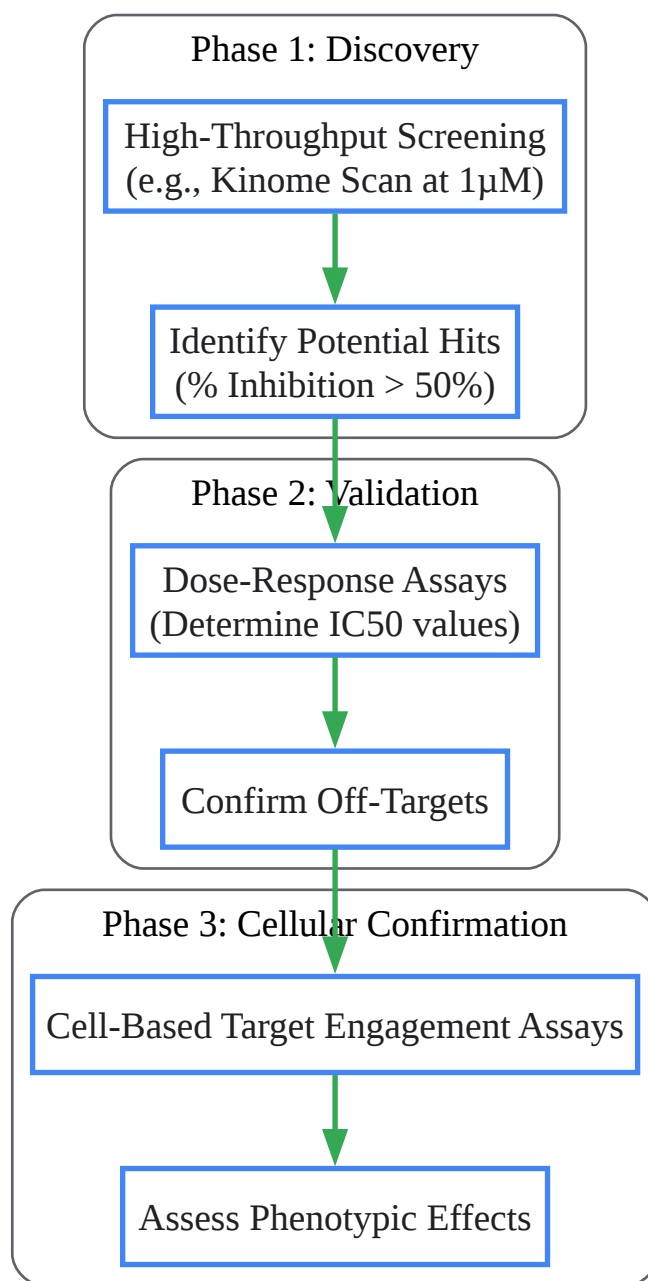 Phase 1: Discovery
High-Throughput Screening
(e.g., Kinome Scan at 1µM)
Identify Potential Hits
(% Inhibition > 50%)
Phase 2: Validation
Dose-Response Assays
(Determine IC50 values)
Confirm Off-Targets
Phase 3: Cellular Confirmation
Cell-Based Target Engagement Assays
Assess Phenotypic Effects